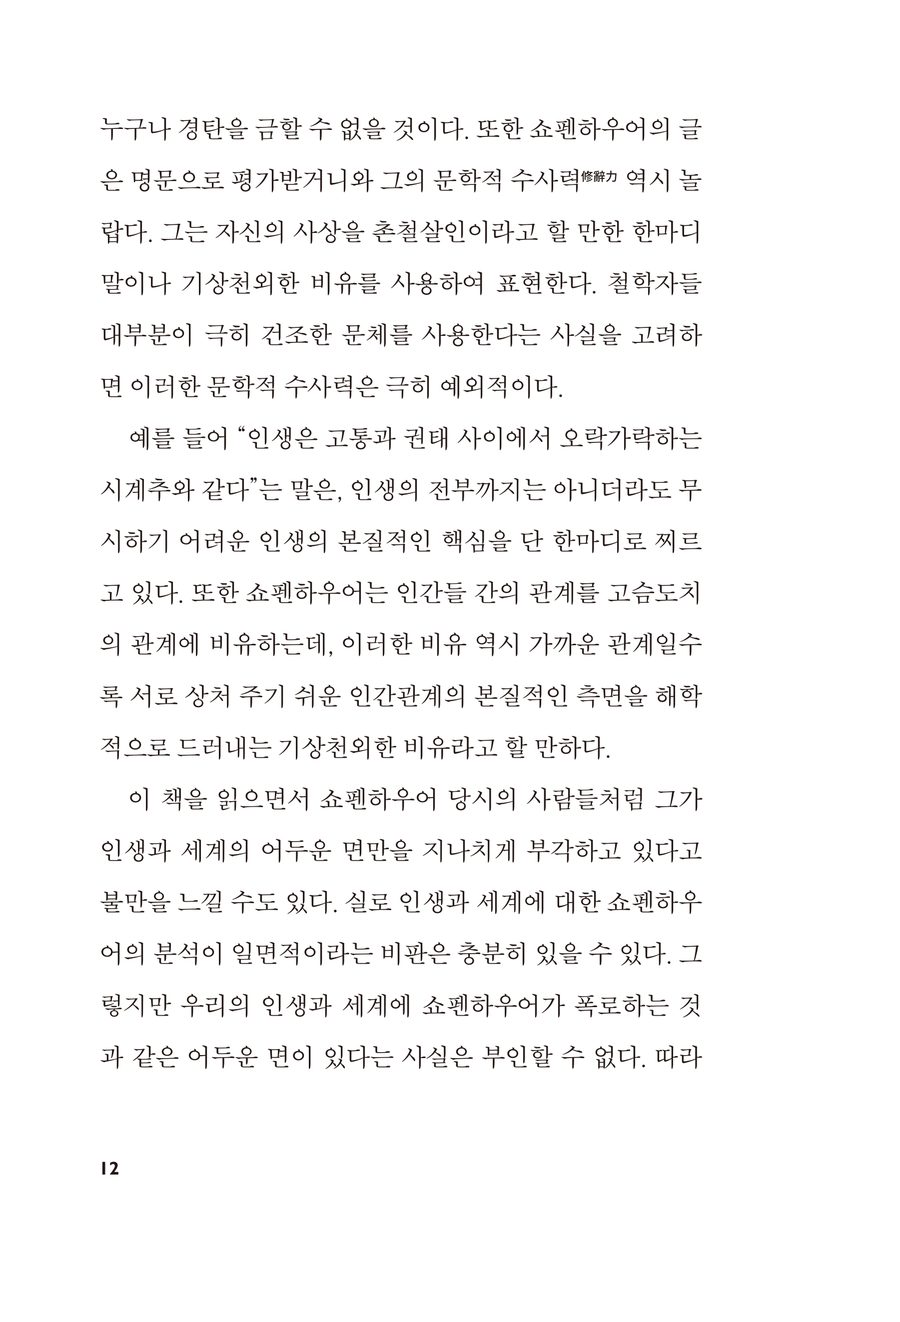 누구나 경탄을 금할 수 없을 것이다. 또한 쇼펜하우어의 글
은 명문으로 평가받거니와 그의 문학적 수사력修辭力 역시 놀
랍다. 그는 자신의 사상을 촌철살인이라고 할 만한 한마디
말이나 기상천외한 비유를 사용하여 표현한다. 철학자들
대부분이 극히 건조한 문체를 사용한다는 사실을 고려하
면 이러한 문학적 수사력은 극히 예외적이다.
예를 들어 “인생은 고통과 권태 사이에서 오락가락하는
시계추와 같다”는 말은, 인생의 전부까지는 아니더라도 무
시하기 어려운 인생의 본질적인 핵심을 단 한마디로 찌르
고 있다. 또한 쇼펜하우어는 인간들 간의 관계를 고슴도치
의 관계에 비유하는데, 이러한 비유 역시 가까운 관계일수
록 서로 상처 주기 쉬운 인간관계의 본질적인 측면을 해학
적으로 드러내는 기상천외한 비유라고 할 만하다.
이 책을 읽으면서 쇼펜하우어 당시의 사람들처럼 그가
인생과 세계의 어두운 면만을 지나치게 부각하고 있다고
불만을 느낄 수도 있다. 실로 인생과 세계에 대한 쇼펜하우
어의 분석이 일면적이라는 비판은 충분히 있을 수 있다. 그
렇지만 우리의 인생과 세계에 쇼펜하우어가 폭로하는 것
과 같은 어두운 면이 있다는 사실은 부인할 수 없다. 따라
12